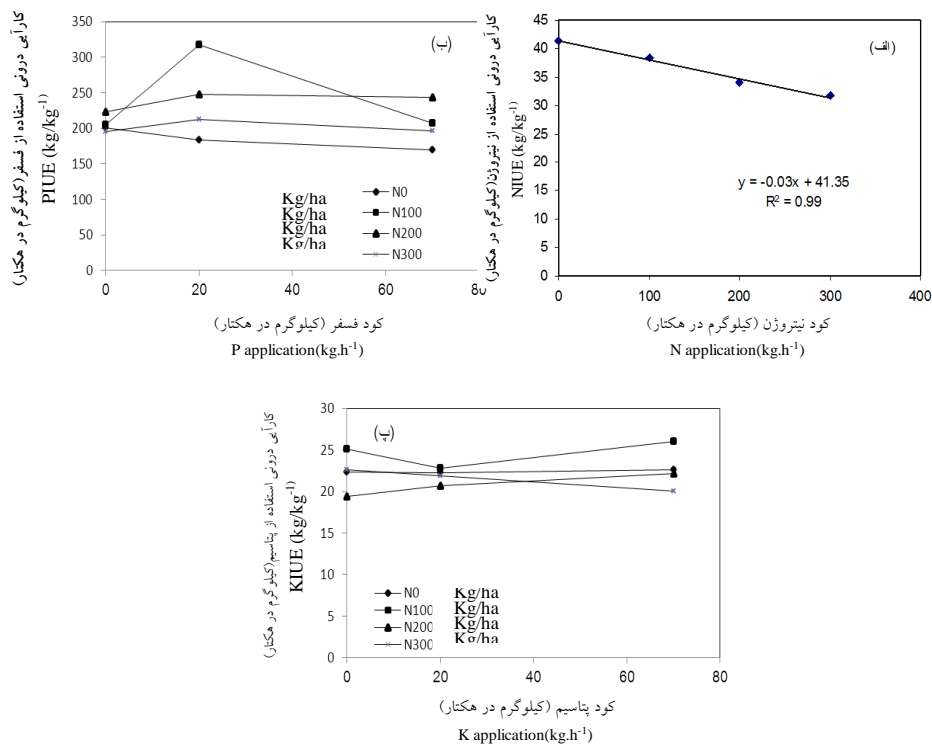 کارآیی درونی استفاده از فسفر(کیلوگرم در هکتار)
PIUE (kg/kg⁻¹)
(ب)
350
300
250
200
150
100
50
0
Kg/ha
Kg/ha
Kg/ha
Kg/ha
N0
N100
N200
N300
0
20
40
60
80
کود فسفر (کیلوگرم در هکتار)
P application(kg.h⁻¹)
کارآیی درونی استفاده از نیتروژن(کیلوگرم در هکتار)
NIUE (kg/kg⁻¹)
(الف)
45
40
35
30
25
20
15
10
5
0
y = -0.03x + 41.35
R² = 0.99
0
100
200
300
400
کود نیتروژن (کیلوگرم در هکتار)
N application(kg.h⁻¹)
کارآیی درونی استفاده از پتاسیم(کیلوگرم در هکتار)
KIUE (kg/kg⁻¹)
(پ)
30
25
20
15
10
5
0
N0 Kg/ha
N100 Kg/ha
N200 Kg/ha
N300 Kg/ha
0
20
40
60
80
کود پتاسیم (کیلوگرم در هکتار)
K application(kg.h⁻¹)